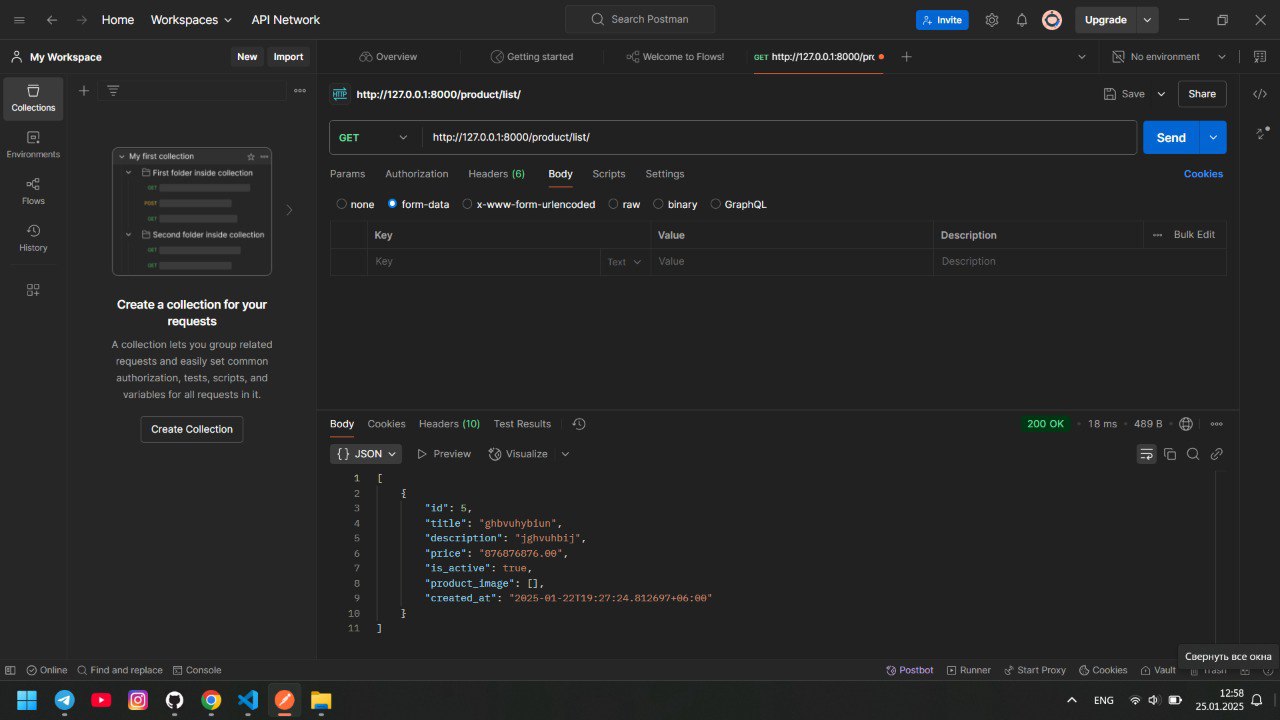 Home Workspaces API Network Search Postman Invite Upgrade
My Workspace New Import Overview Getting started Welcome to Flows! GET http://127.0.0.1:8000/pro No environment
Collections
Environments
Flows
History
My first collection
First folder inside collection
GET
POST
GET
Second folder inside collection
GET
GET
Create a collection for your
requests
A collection lets you group related
requests and easily set common
authorization, tests, scripts, and
variables for all requests in it.
Create Collection
HTTP http://127.0.0.1:8000/product/list/ Save Share
GET http://127.0.0.1:8000/product/list/ Send
Params Authorization Headers (6) Body Scripts Settings Cookies
none form-data x-www-form-urlencoded raw binary GraphQL
Key Value Description Bulk Edit
Key Text Value Description
Body Cookies Headers (10) Test Results 200 OK 18 ms 489 B
{ } JSON Preview Visualize
1 [
2 {
3 "id": 5,
4 "title": "ghbvuhybiun",
5 "description": "jghvuhbij",
6 "price": "876876876.00",
7 "is_active": true,
8 "product_image": [],
9 "created_at": "2025-01-22T19:27:24.812697+06:00"
10 }
11 ]
Свернуть все окна
Online Find and replace Console Postbot Runner Start Proxy Cookies Vault Trash
ENG 12:58
25.01.2025